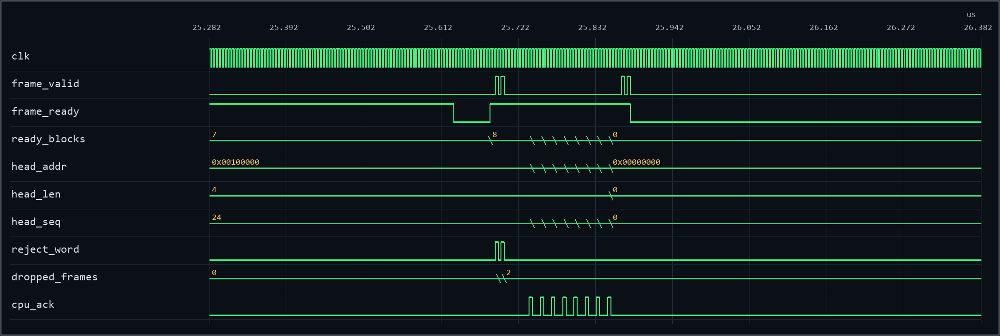 us
25.282 25.392 25.502 25.612 25.722 25.832 25.942 26.052 26.162 26.272 26.382
clk
frame_valid
frame_ready
ready_blocks 7 8 0
head_addr 0x00100000 0x00000000
head_len 4 0
head_seq 24 0
reject_word
dropped_frames 0 2
cpu_ack